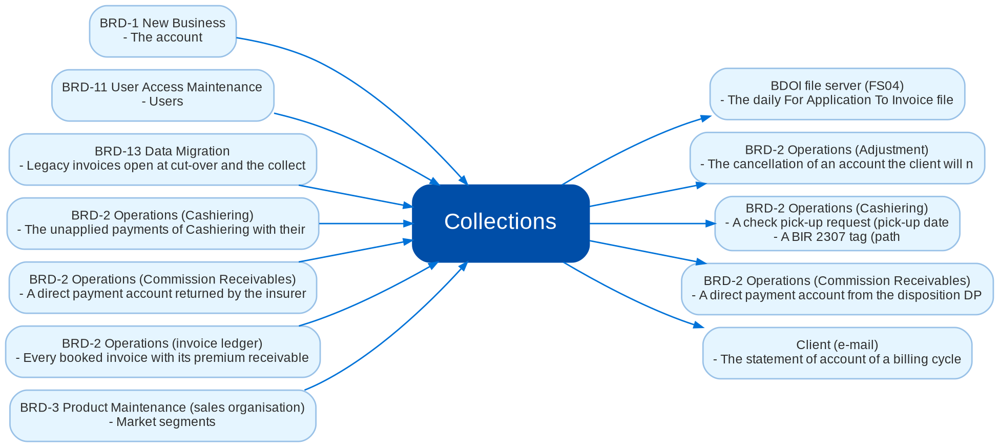 BRD-1 New Business
- The account
BRD-11 User Access Maintenance
- Users
BRD-13 Data Migration
- Legacy invoices open at cut-over and the collect
BRD-2 Operations (Cashiering)
- The unapplied payments of Cashiering with their
BRD-2 Operations (Commission Receivables)
- A direct payment account returned by the insurer
BRD-2 Operations (invoice ledger)
- Every booked invoice with its premium receivable
BRD-3 Product Maintenance (sales organisation)
- Market segments
Collections
BDOI file server (FS04)
- The daily For Application To Invoice file
BRD-2 Operations (Adjustment)
- The cancellation of an account the client will n
BRD-2 Operations (Cashiering)
- A check pick-up request (pick-up date
- A BIR 2307 tag (path
BRD-2 Operations (Commission Receivables)
- A direct payment account from the disposition DP
Client (e-mail)
- The statement of account of a billing cycle